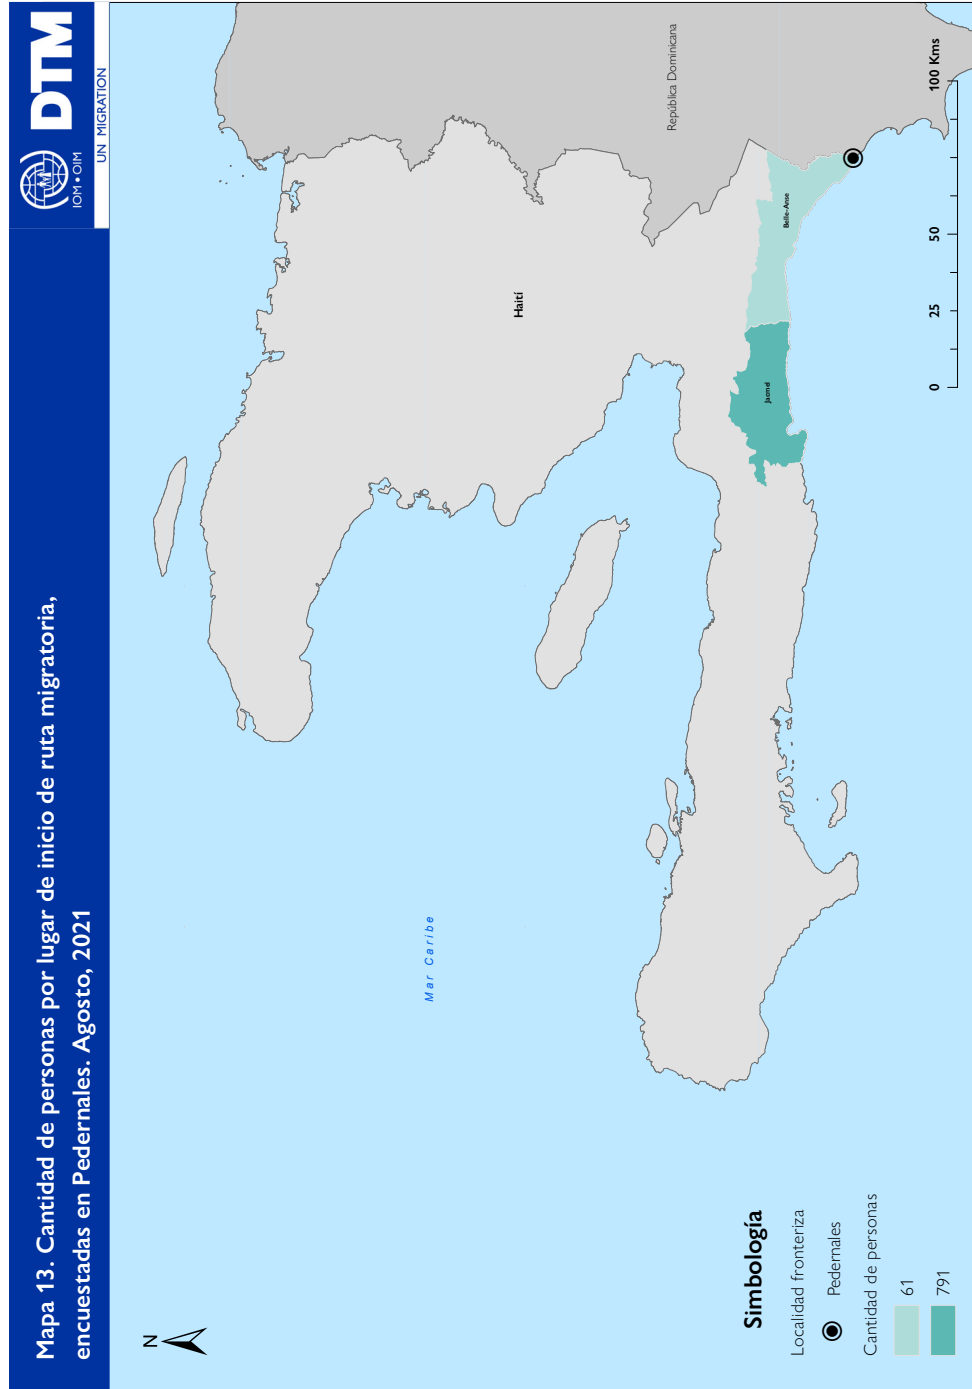 Mapa 13. Cantidad de personas por lugar de inicio de ruta migratoria,
encuestadas en Pedernales. Agosto, 2021
IOM • OIM
DTM
UN MIGRATION
N
Mar Caribe
Haití
República Dominicana
Jacmel
Belle-Anse
Simbología
Localidad fronteriza
Pedernales
Cantidad de personas
61
791
0
25
50
100 Kms